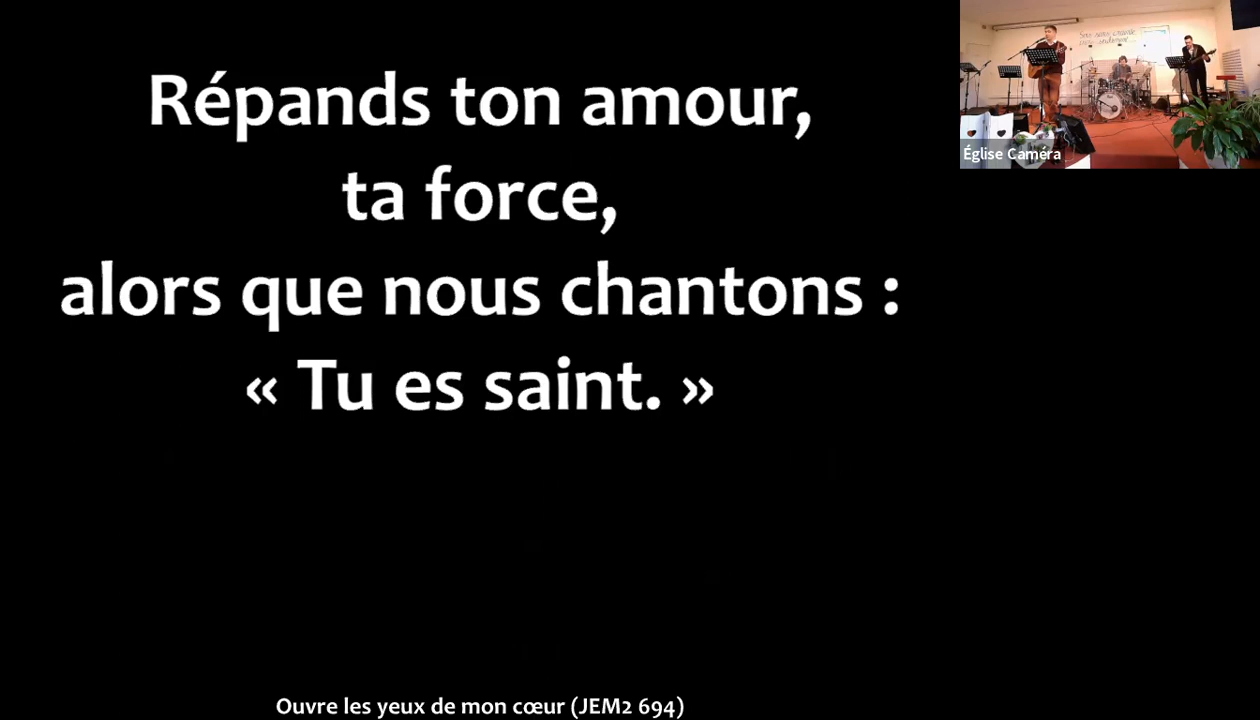 Répands ton amour,
ta force,
alors que nous chantons :
« Tu es saint. »
Église Caméra
Ouvre les yeux de mon cœur (JEM2 694)